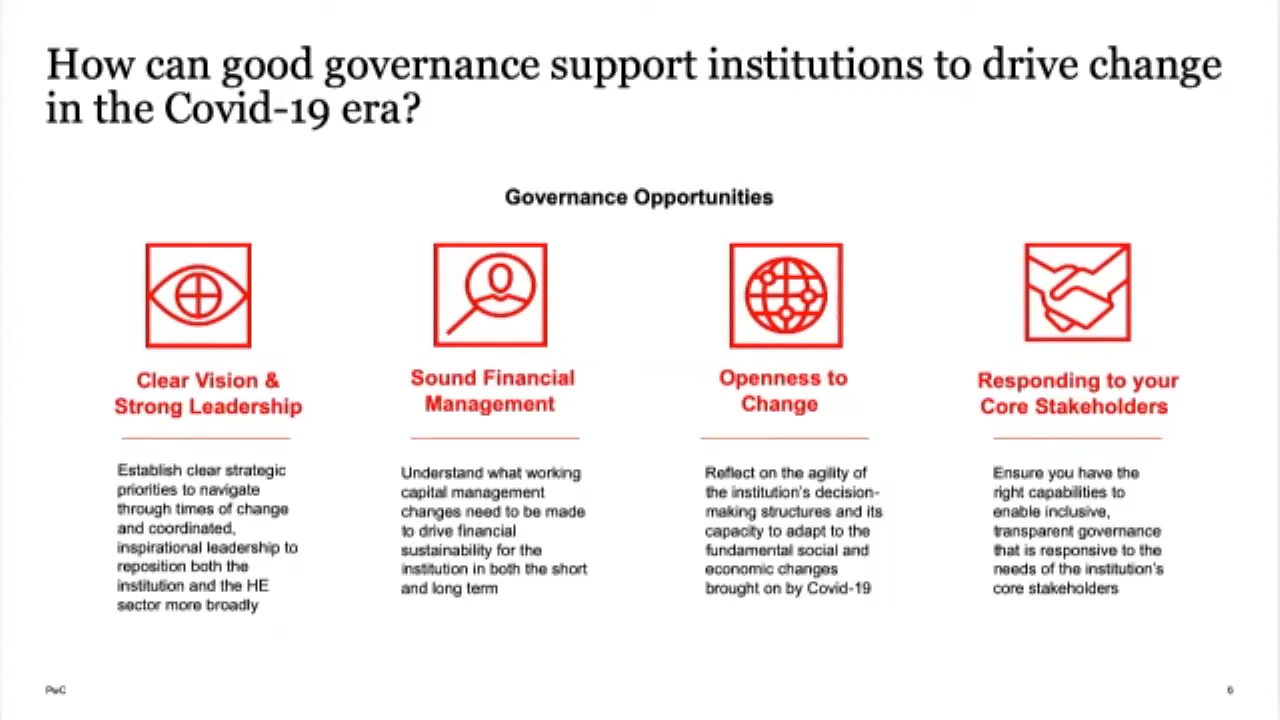 How can good governance support institutions to drive change
in the Covid-19 era?
Governance Opportunities
Clear Vision &
Strong Leadership
Establish clear strategic
priorities to navigate
through times of change
and coordinated,
inspirational leadership to
reposition both the
institution and the HE
sector more broadly
Sound Financial
Management
Understand what working
capital management
changes need to be made
to drive financial
sustainability for the
institution in both the short
and long term
Openness to
Change
Reflect on the agility of
the institution's decision-
making structures and its
capacity to adapt to the
fundamental social and
economic changes
brought on by Covid-19
Responding to your
Core Stakeholders
Ensure you have the
right capabilities to
enable inclusive,
transparent governance
that is responsive to the
needs of the institution's
core stakeholders
PwC
6